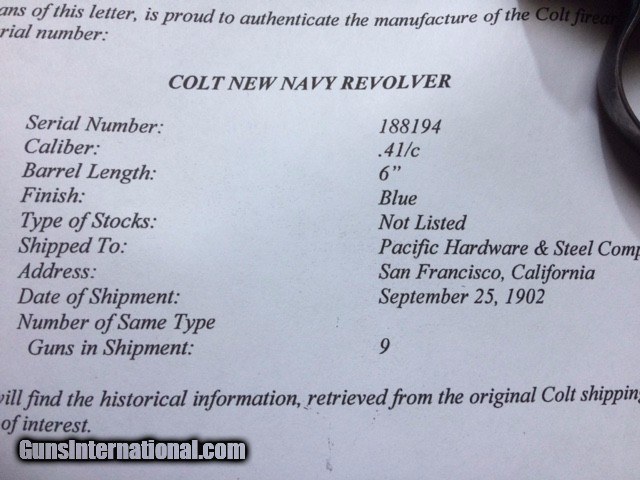 ans of this letter, is proud to authenticate the manufacture of the Colt
rial number:
COLT NEW NAVY REVOLVER
Serial Number: 188194
Caliber: .41/c
Barrel Length: 6"
Finish: Blue
Type of Stocks: Not Listed
Shipped To: Pacific Hardware & Steel Comp
Address: San Francisco, California
Date of Shipment: September 25, 1902
Number of Same Type
Guns in Shipment: 9
will find the historical information, retrieved from the original Colt shipping
of interest.
GunsInternational.com